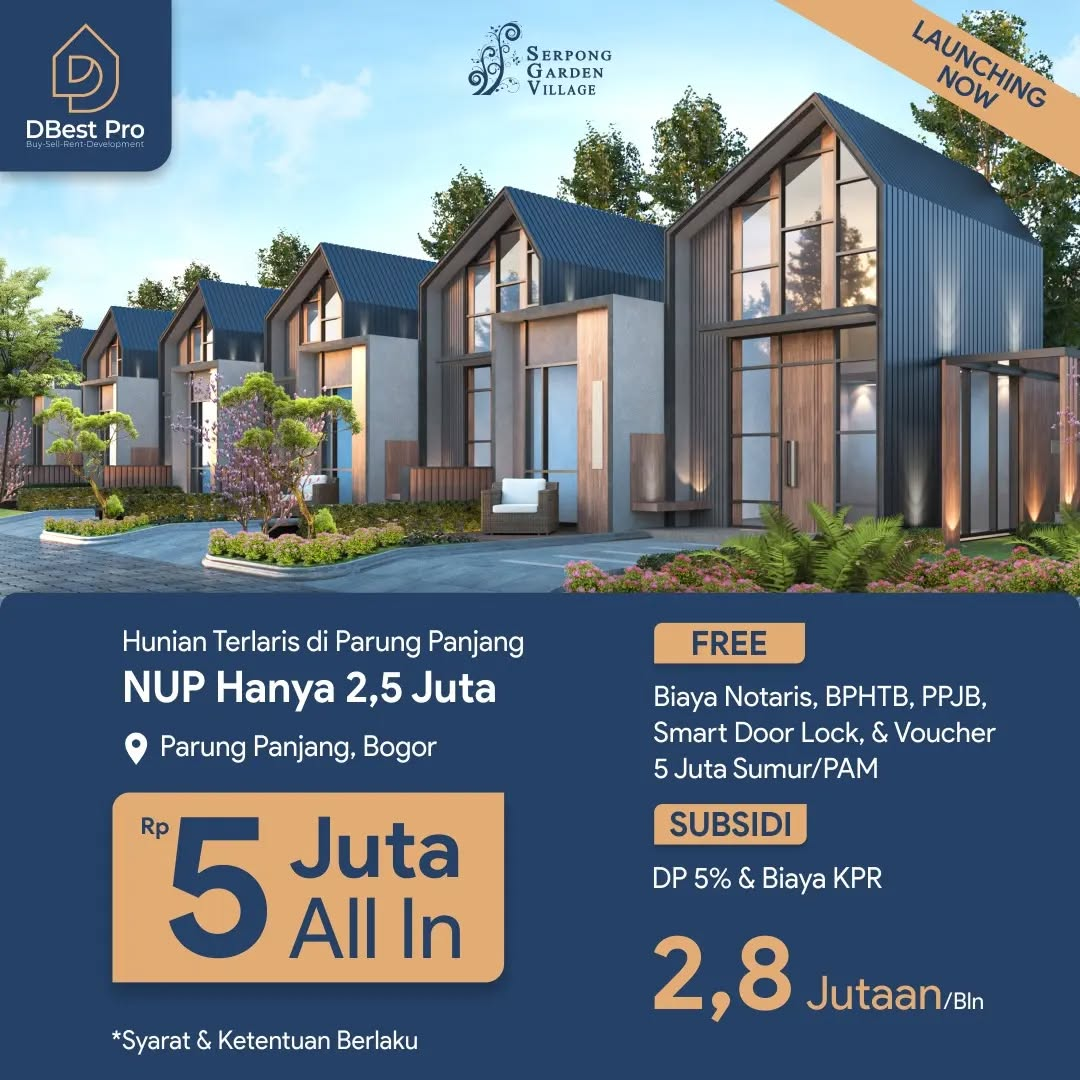 DBest Pro
Buy-Sell-Rent-Development
SERPONG
GARDEN
VILLAGE
LAUNCHING
NOW
Hunian Terlaris di Parung Panjang
NUP Hanya 2,5 Juta
Parung Panjang, Bogor
Rp 5 Juta
All In
*Syarat & Ketentuan Berlaku
FREE
Biaya Notaris, BPHTB, PPJB,
Smart Door Lock, & Voucher
5 Juta Sumur/PAM
SUBSIDI
DP 5% & Biaya KPR
2,8 Jutaan/Bln